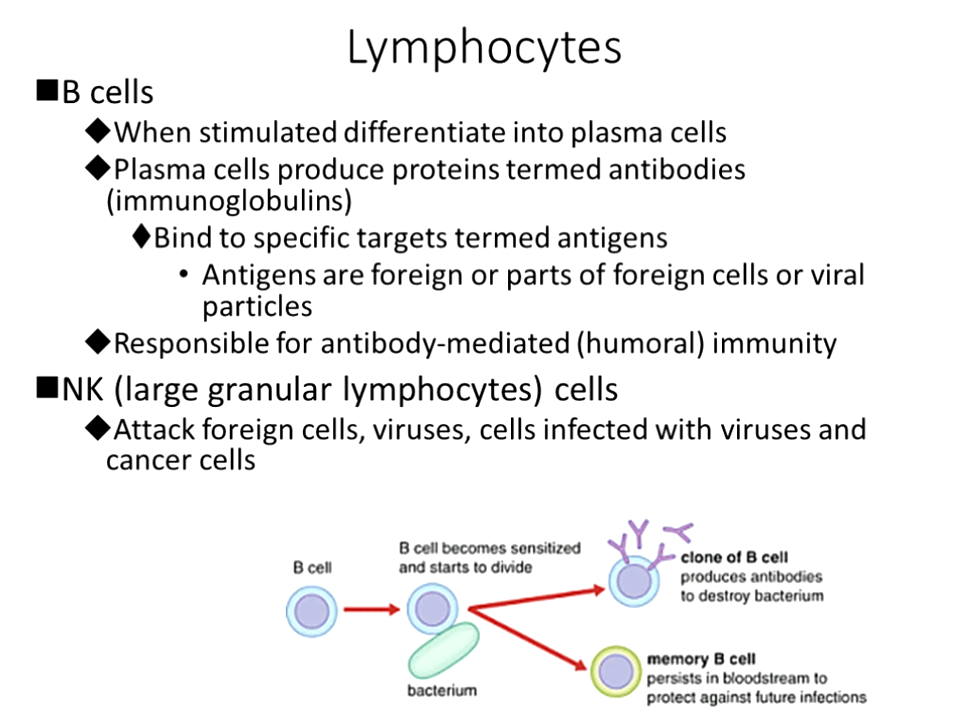 Lymphocytes
■B cells
◆When stimulated differentiate into plasma cells
◆Plasma cells produce proteins termed antibodies
(immunoglobulins)
♦Bind to specific targets termed antigens
• Antigens are foreign or parts of foreign cells or viral
particles
◆Responsible for antibody-mediated (humoral) immunity
■NK (large granular lymphocytes) cells
◆Attack foreign cells, viruses, cells infected with viruses and
cancer cells
B cell
B cell becomes sensitized
and starts to divide
bacterium
clone of B cell
produces antibodies
to destroy bacterium
memory B cell
persists in bloodstream to
protect against future infections